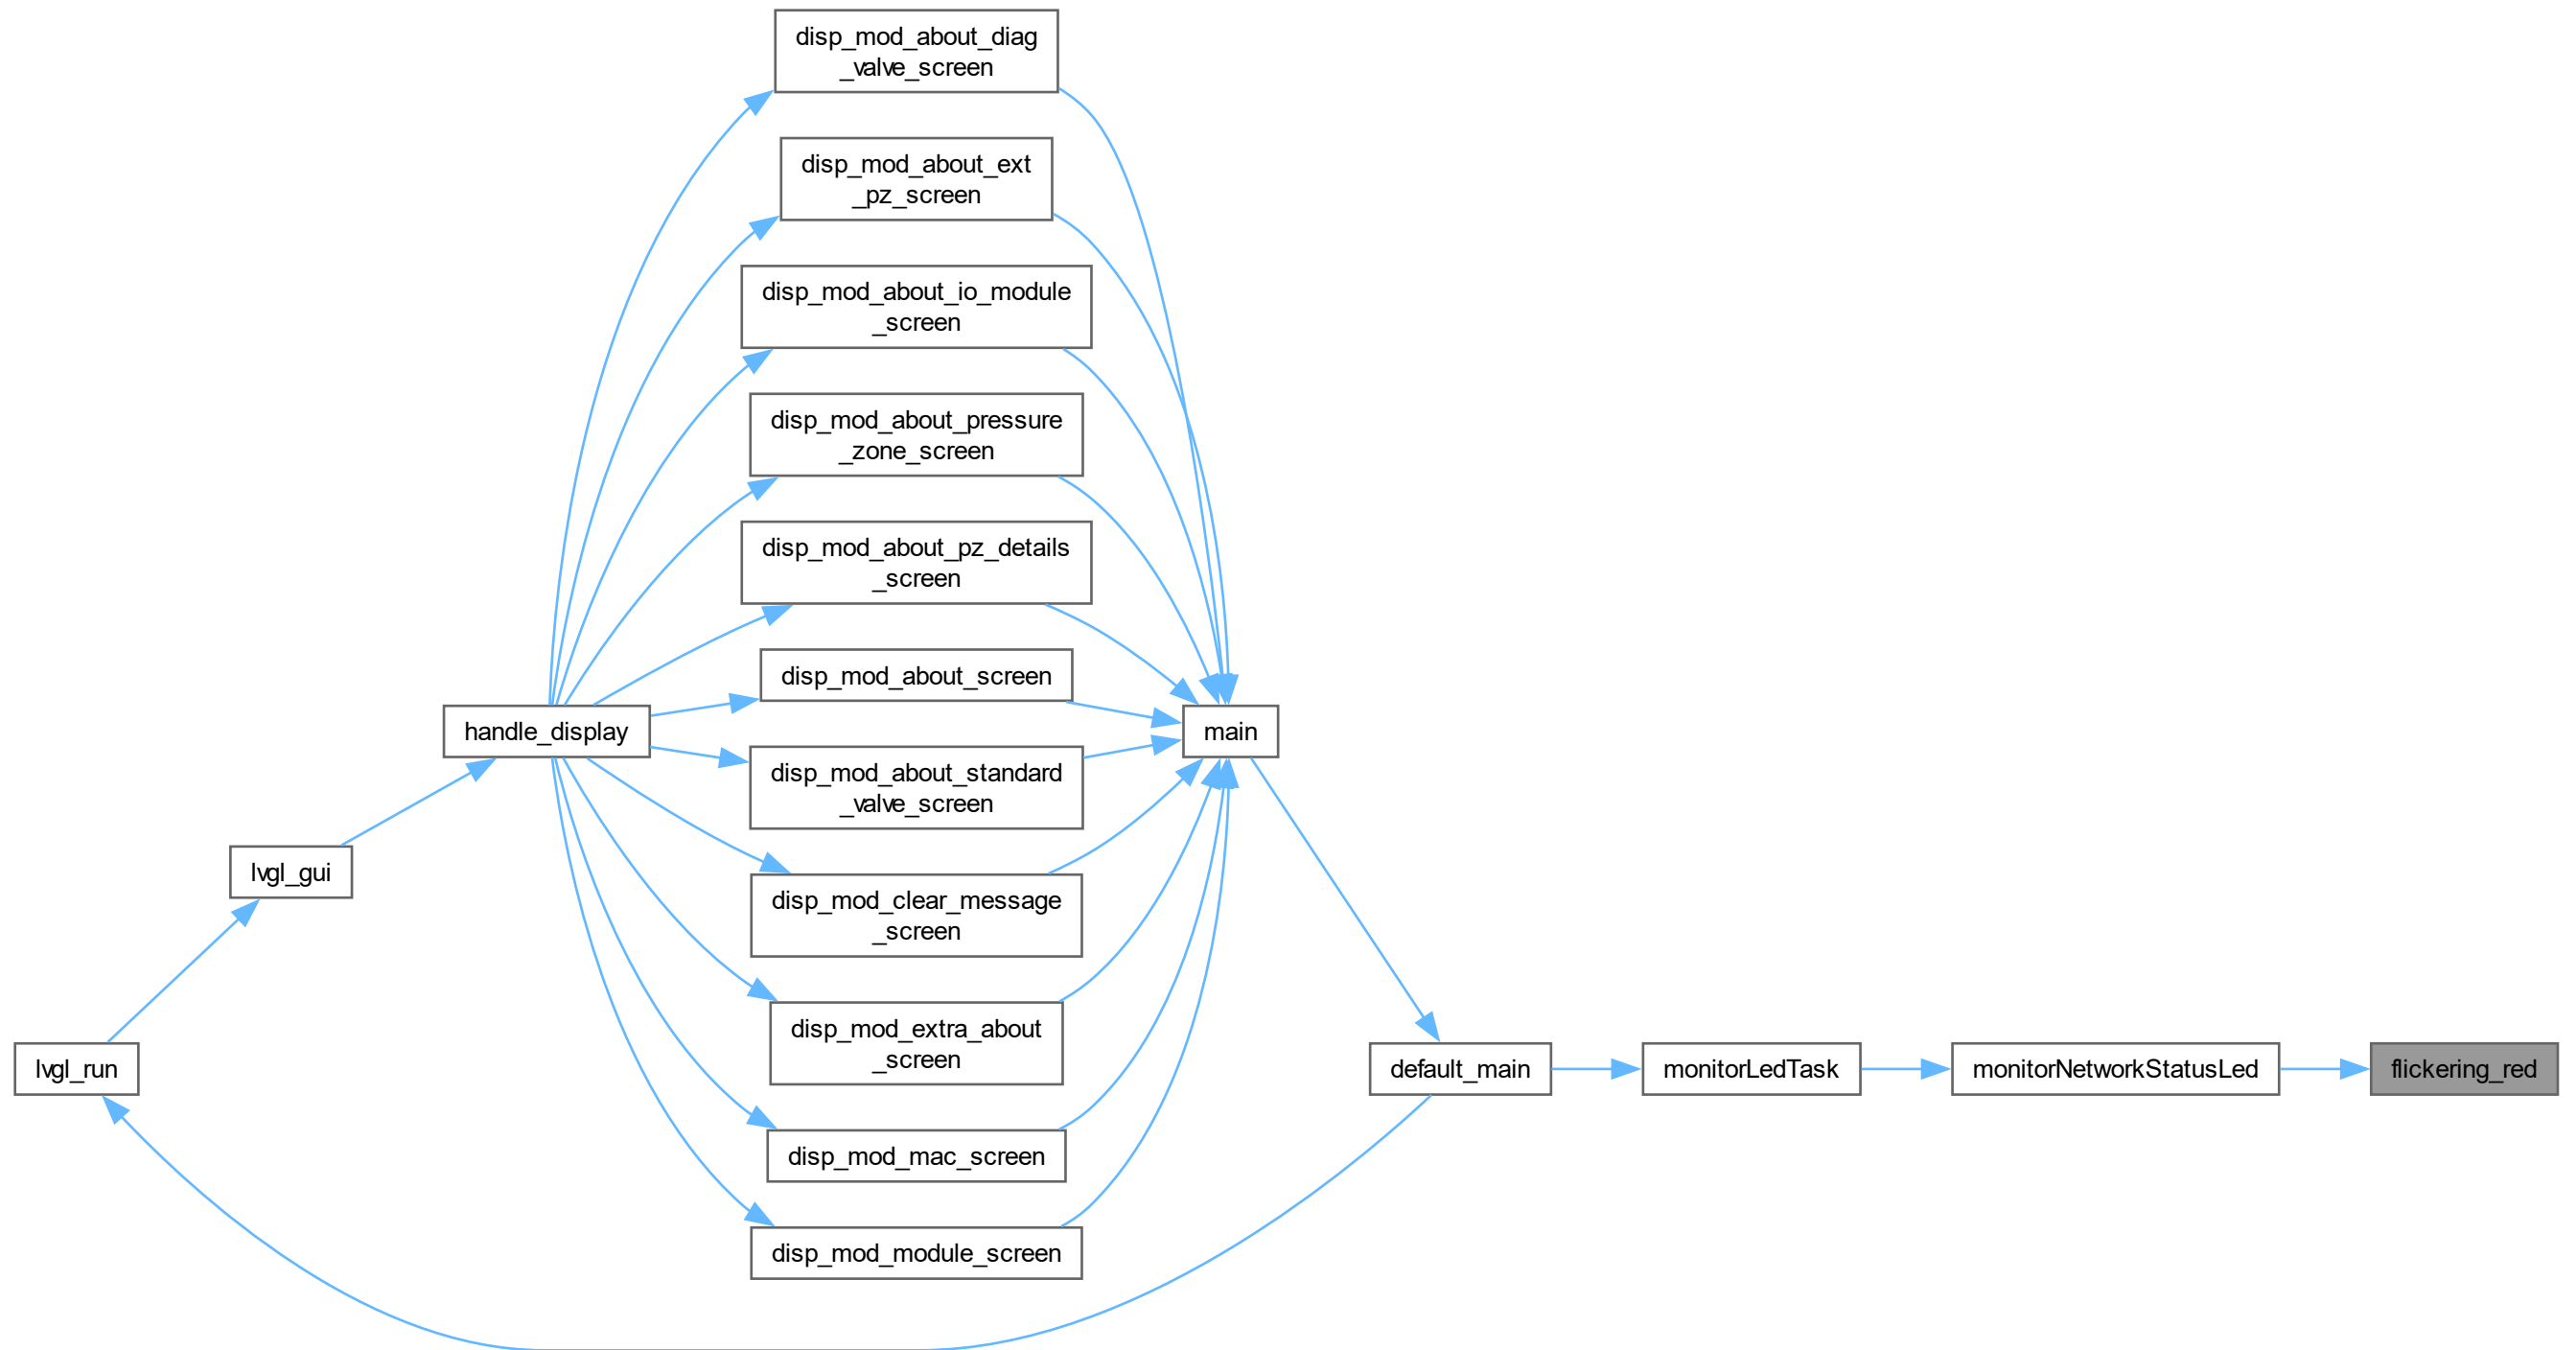 disp_mod_about_diag
_valve_screen
disp_mod_about_ext
_pz_screen
disp_mod_about_io_module
_screen
disp_mod_about_pressure
_zone_screen
disp_mod_about_pz_details
_screen
disp_mod_about_screen
handle_display
main
disp_mod_about_standard
_valve_screen
lvgl_gui
disp_mod_clear_message
_screen
disp_mod_extra_about
_screen
lvgl_run
default_main
monitorLedTask
monitorNetworkStatusLed
flickering_red
disp_mod_mac_screen
disp_mod_module_screen